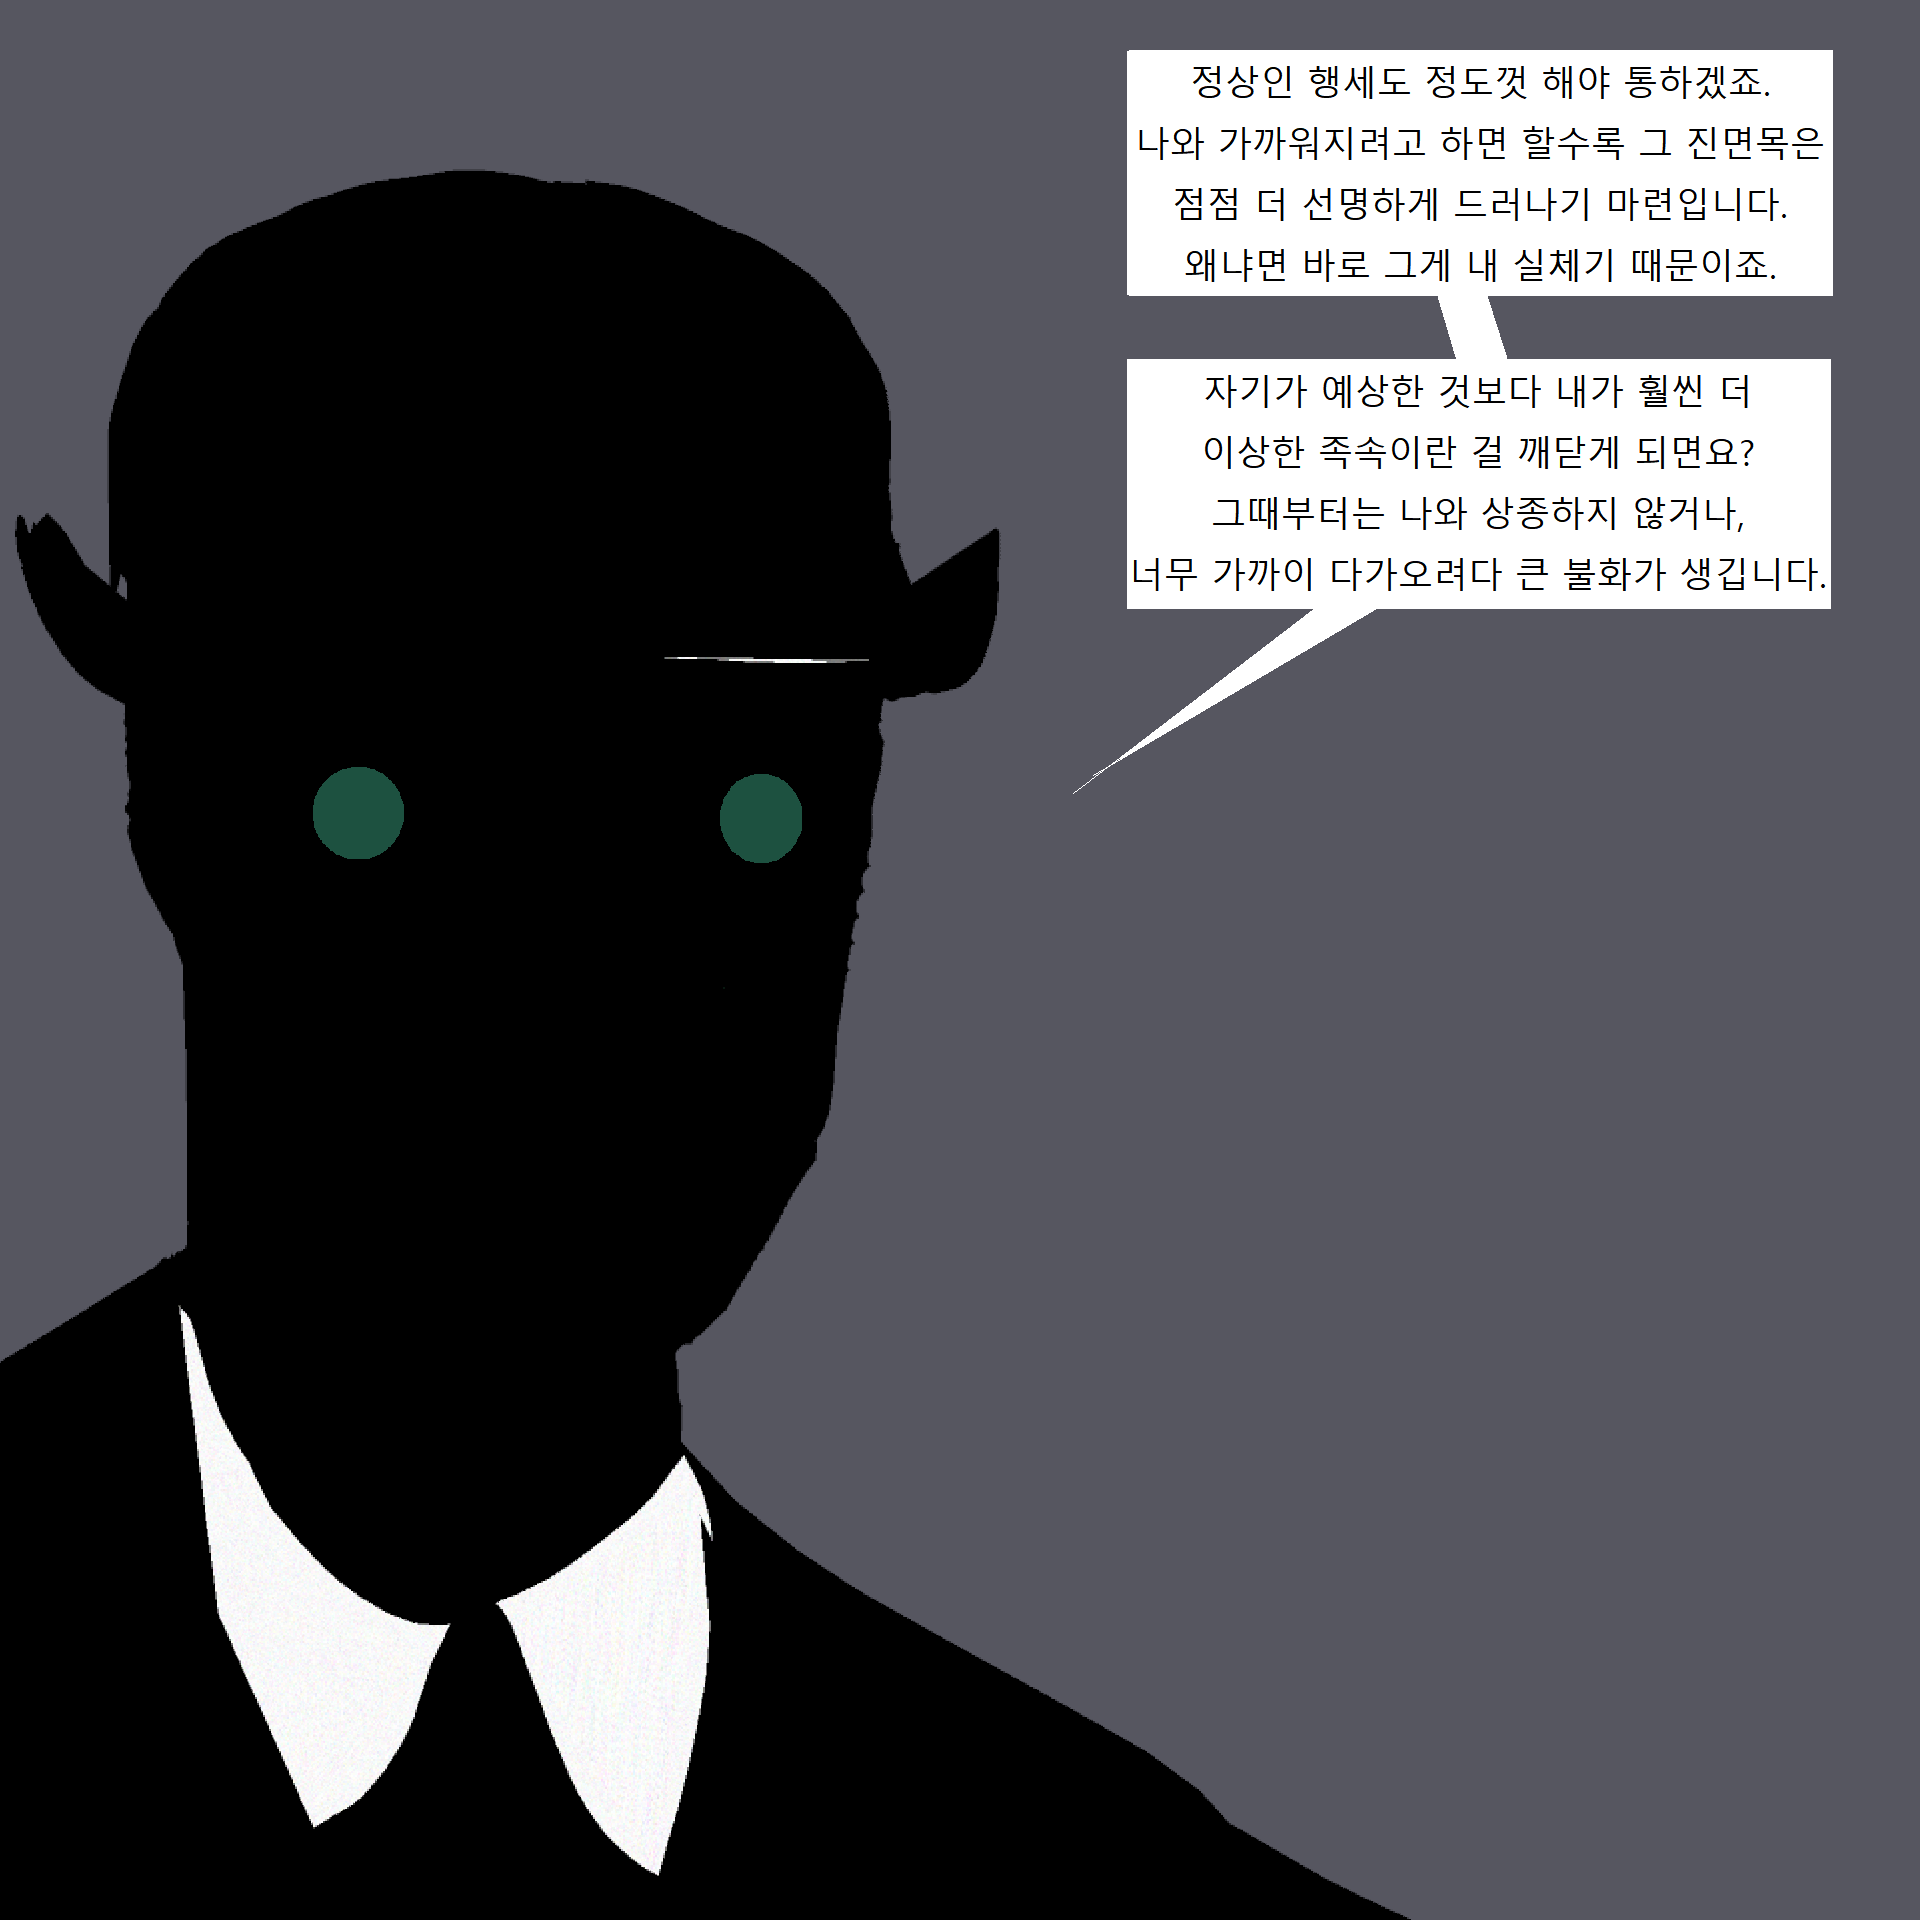 정상인 행세도 정도껏 해야 통하겠죠.
나와 가까워지려고 하면 할수록 그 진면목은
점점 더 선명하게 드러나기 마련입니다.
왜냐면 바로 그게 내 실체기 때문이죠.
자기가 예상한 것보다 내가 훨씬 더
이상한 족속이란 걸 깨닫게 되면요?
그때부터는 나와 상종하지 않거나,
너무 가까이 다가오려다 큰 불화가 생깁니다.